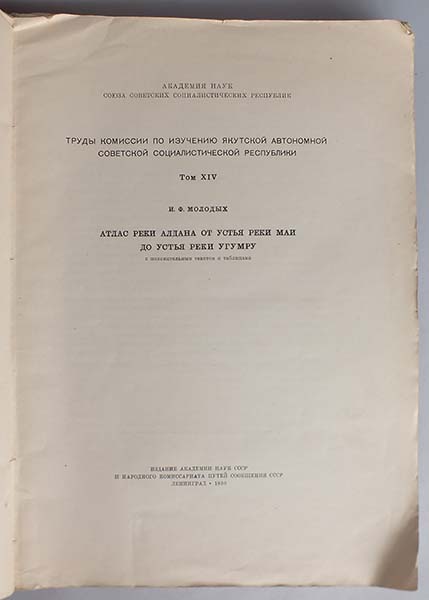 АКАДЕМИЯ НАУК
СОЮЗА СОВЕТСКИХ СОЦИАЛИСТИЧЕСКИХ РЕСПУБЛИК
ТРУДЫ КОМИССИИ ПО ИЗУЧЕНИЮ ЯКУТСКОЙ АВТОНОМНОЙ
СОВЕТСКОЙ СОЦИАЛИСТИЧЕСКОЙ РЕСПУБЛИКИ
Том XIV
И. Ф. МОЛОДЫХ
АТЛАС РЕКИ АЛДАНА ОТ УСТЬЯ РЕКИ МАИ
ДО УСТЬЯ РЕКИ УГУМРУ
с пояснительным текстом и таблицами
ИЗДАНИЕ АКАДЕМИИ НАУК СССР
И НАРОДНОГО КОМИССАРИАТА ПУТЕЙ СООБЩЕНИЯ СССР
ЛЕНИНГРАД • 1930